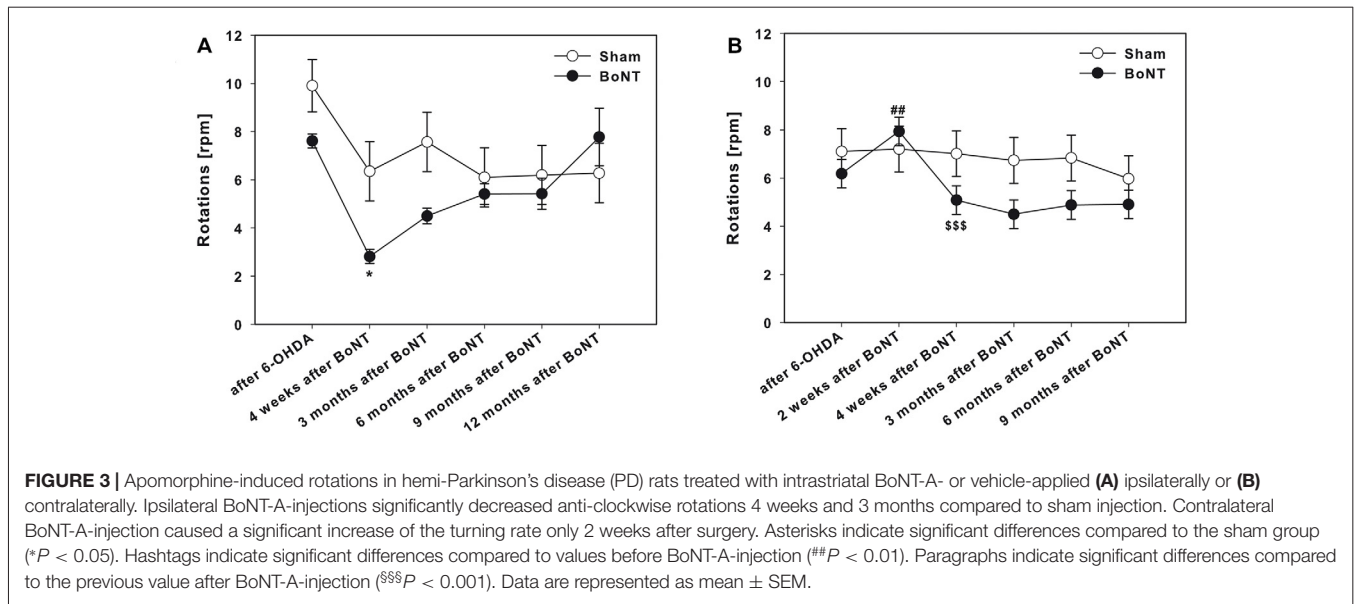 A
12
10
8
6
4
2
0
Rotations [rpm]
Sham
BoNT
*
after 6-OHDA
4 weeks after BoNT
3 months after BoNT
6 months after BoNT
9 months after BoNT
12 months after BoNT
B
12
10
8
6
4
2
0
Rotations [rpm]
Sham
BoNT
##
$$$
after 6-OHDA
2 weeks after BoNT
4 weeks after BoNT
3 months after BoNT
6 months after BoNT
9 months after BoNT
FIGURE 3 | Apomorphine-induced rotations in hemi-Parkinson's disease (PD) rats treated with intrastriatal BoNT-A- or vehicle-applied (A) ipsilaterally or (B)
contralaterally. Ipsilateral BoNT-A-injections significantly decreased anti-clockwise rotations 4 weeks and 3 months compared to sham injection. Contralateral
BoNT-A-injection caused a significant increase of the turning rate only 2 weeks after surgery. Asterisks indicate significant differences compared to the sham group
(*P < 0.05). Hashtags indicate significant differences compared to values before BoNT-A-injection (##P < 0.01). Paragraphs indicate significant differences compared
to the previous value after BoNT-A-injection (§§§P < 0.001). Data are represented as mean ± SEM.